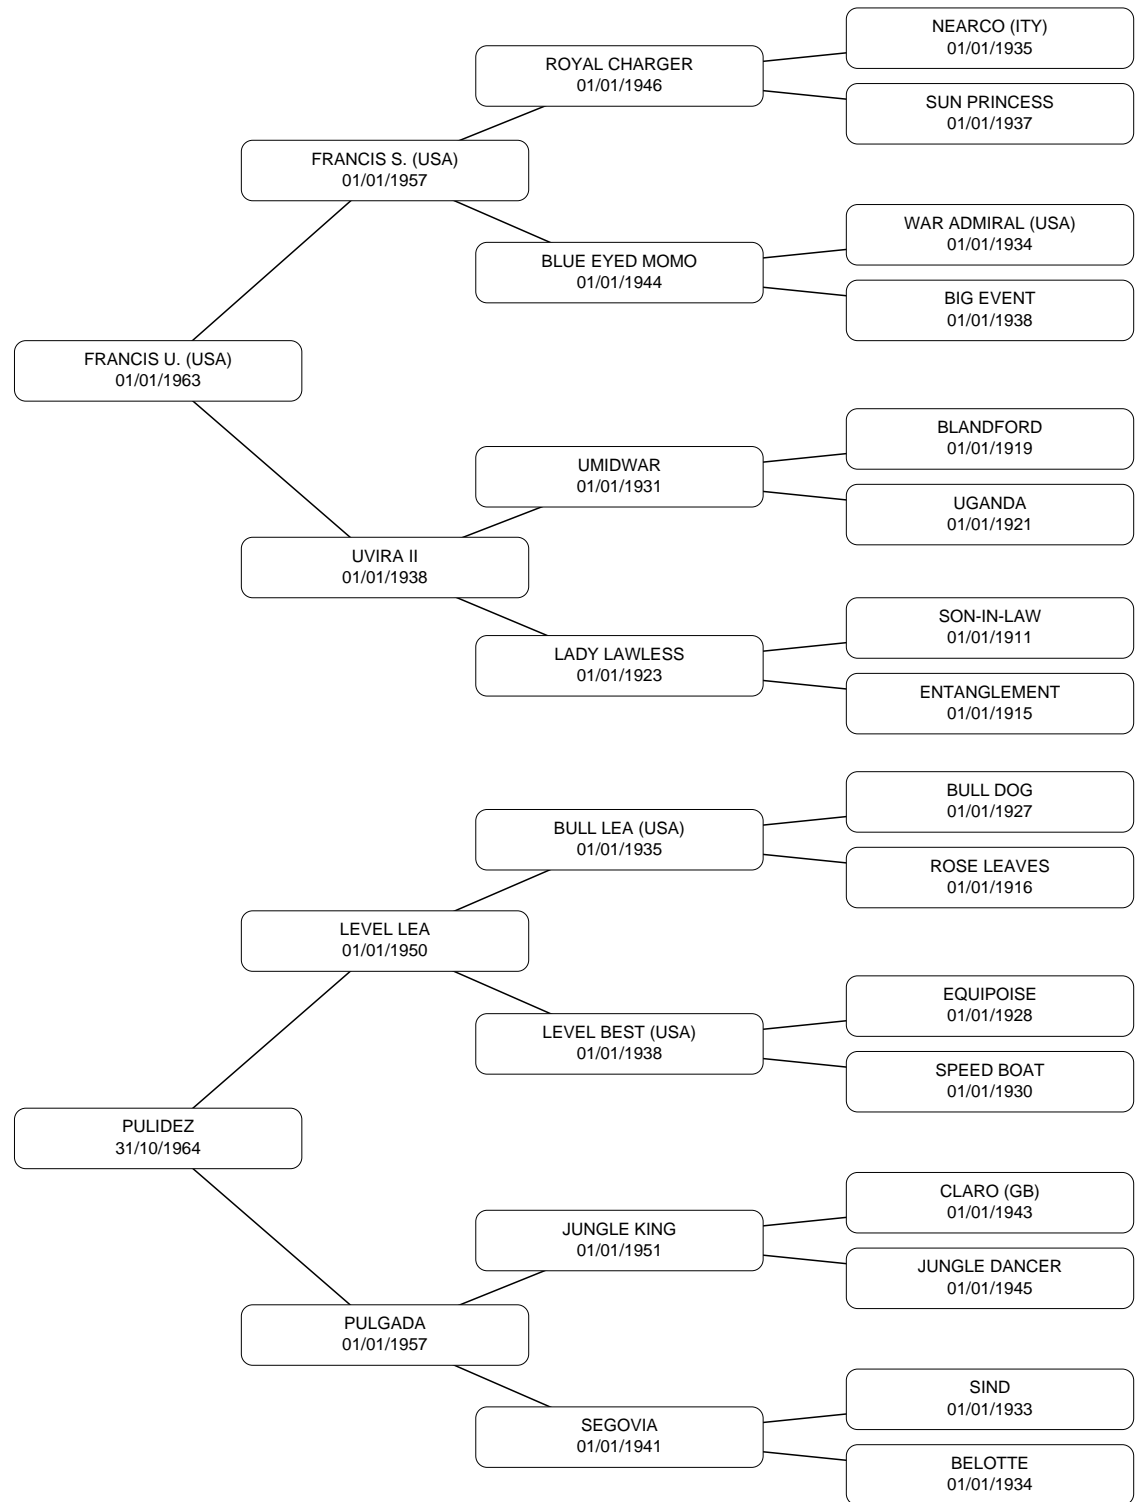 NEARCO (ITY)
01/01/1935
ROYAL CHARGER
01/01/1946
SUN PRINCESS
01/01/1937
FRANCIS S. (USA)
01/01/1957
WAR ADMIRAL (USA)
01/01/1934
BLUE EYED MOMO
01/01/1944
BIG EVENT
01/01/1938
FRANCIS U. (USA)
01/01/1963
BLANDFORD
01/01/1919
UMIDWAR
01/01/1931
UGANDA
01/01/1921
UVIRA II
01/01/1938
SON-IN-LAW
01/01/1911
LADY LAWLESS
01/01/1923
ENTANGLEMENT
01/01/1915
BULL DOG
01/01/1927
BULL LEA (USA)
01/01/1935
ROSE LEAVES
01/01/1916
LEVEL LEA
01/01/1950
EQUIPOISE
01/01/1928
LEVEL BEST (USA)
01/01/1938
SPEED BOAT
01/01/1930
PULIDEZ
31/10/1964
CLARO (GB)
01/01/1943
JUNGLE KING
01/01/1951
JUNGLE DANCER
01/01/1945
PULGADA
01/01/1957
SIND
01/01/1933
SEGOVIA
01/01/1941
BELOTTE
01/01/1934